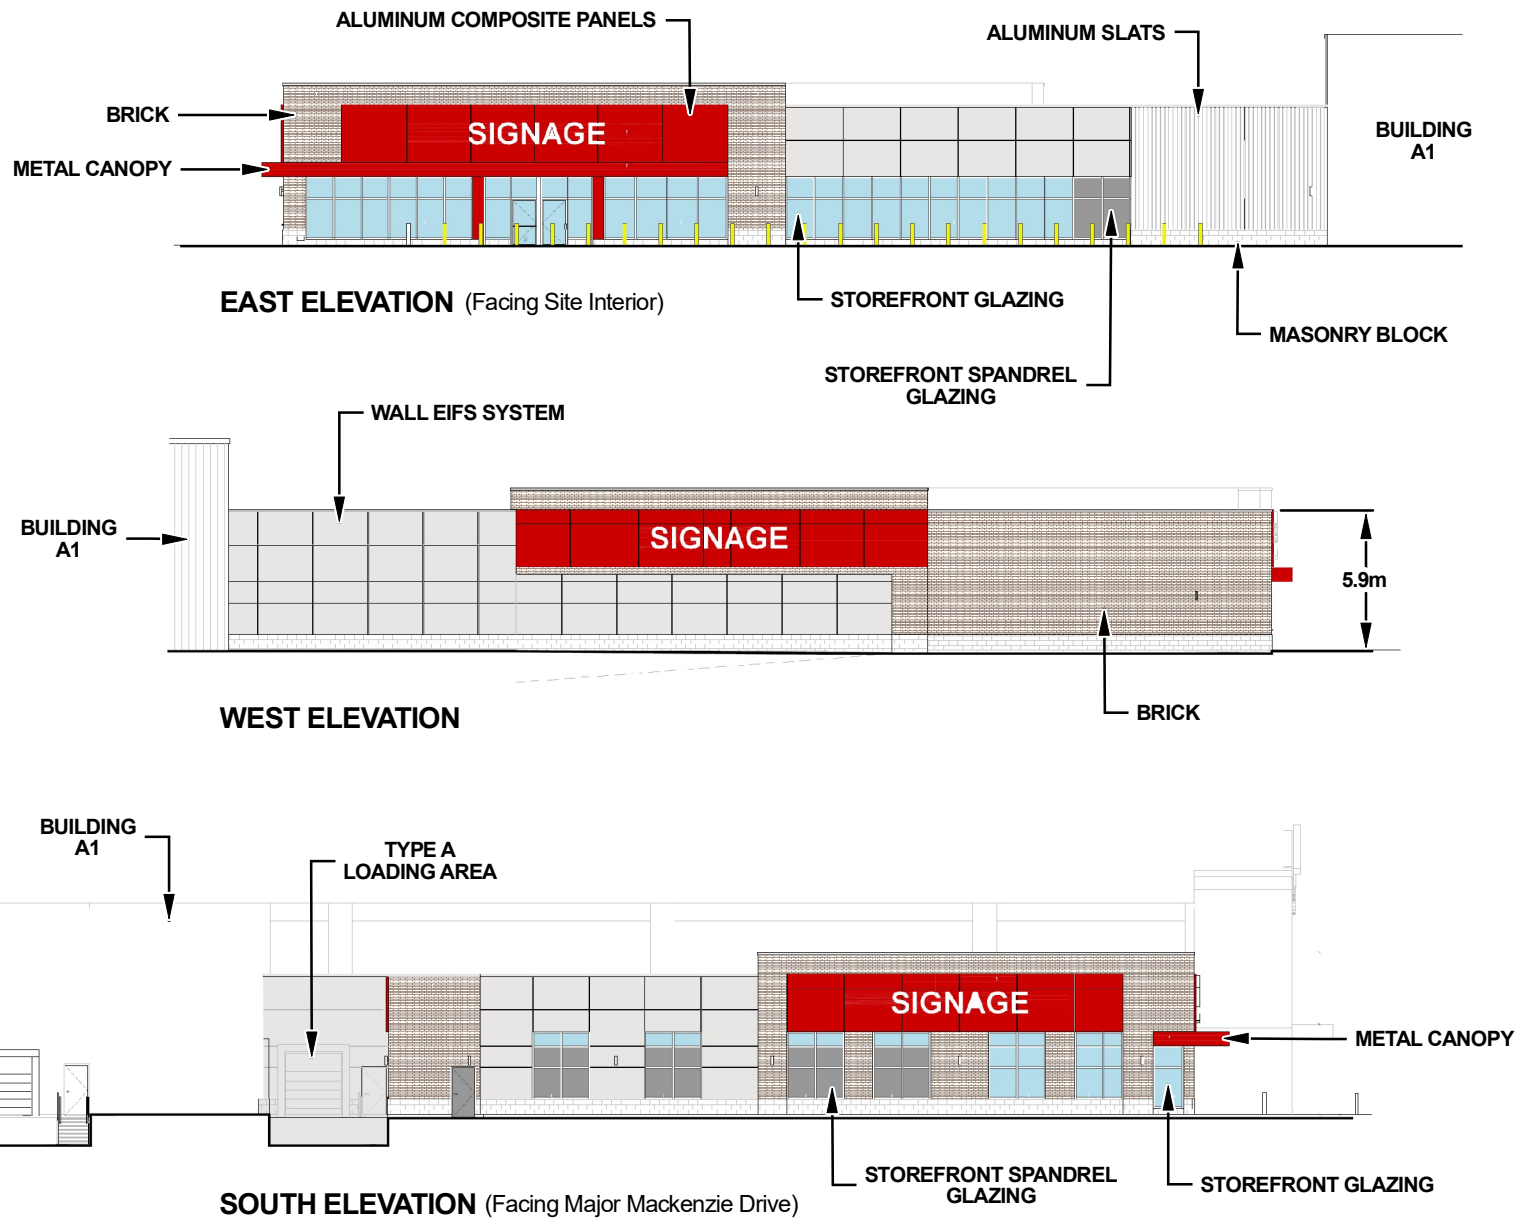 ALUMINUM COMPOSITE PANELS
ALUMINUM SLATS
BRICK
SIGNAGE
BUILDING
A1
METAL CANOPY
EAST ELEVATION (Facing Site Interior)
STOREFRONT GLAZING
MASONRY BLOCK
STOREFRONT SPANDREL
GLAZING
WALL EIFS SYSTEM
BUILDING
A1
SIGNAGE
5.9m
WEST ELEVATION
BRICK
BUILDING
A1
TYPE A
LOADING AREA
SIGNAGE
METAL CANOPY
STOREFRONT SPANDREL
GLAZING
STOREFRONT GLAZING
SOUTH ELEVATION (Facing Major Mackenzie Drive)